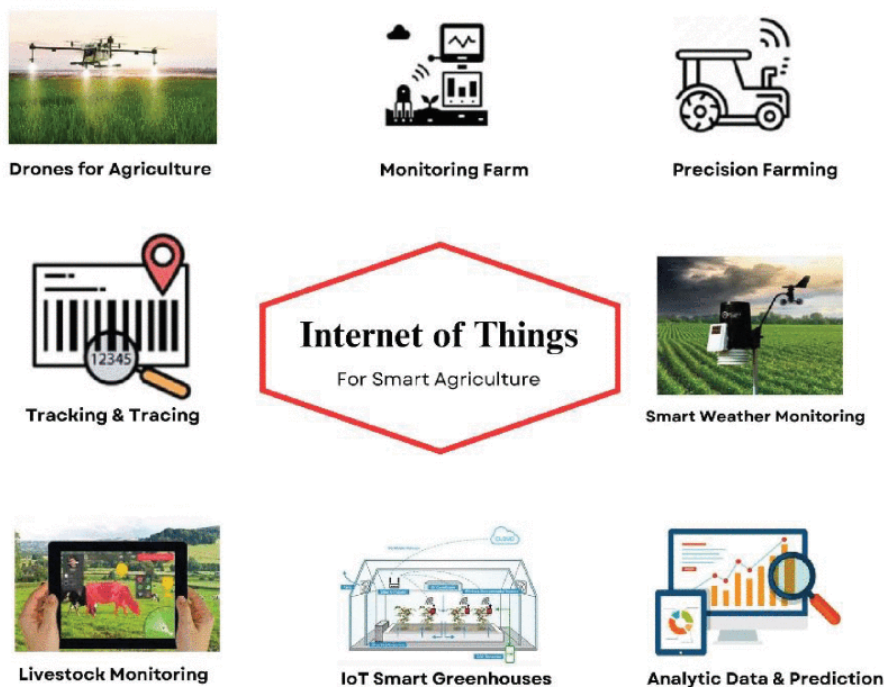 Drones for Agriculture
Monitoring Farm
Precision Farming
Internet of Things
For Smart Agriculture
12345
Tracking & Tracing
Smart Weather Monitoring
CLOUD
Livestock Monitoring
IoT Smart Greenhouses
Analytic Data & Prediction